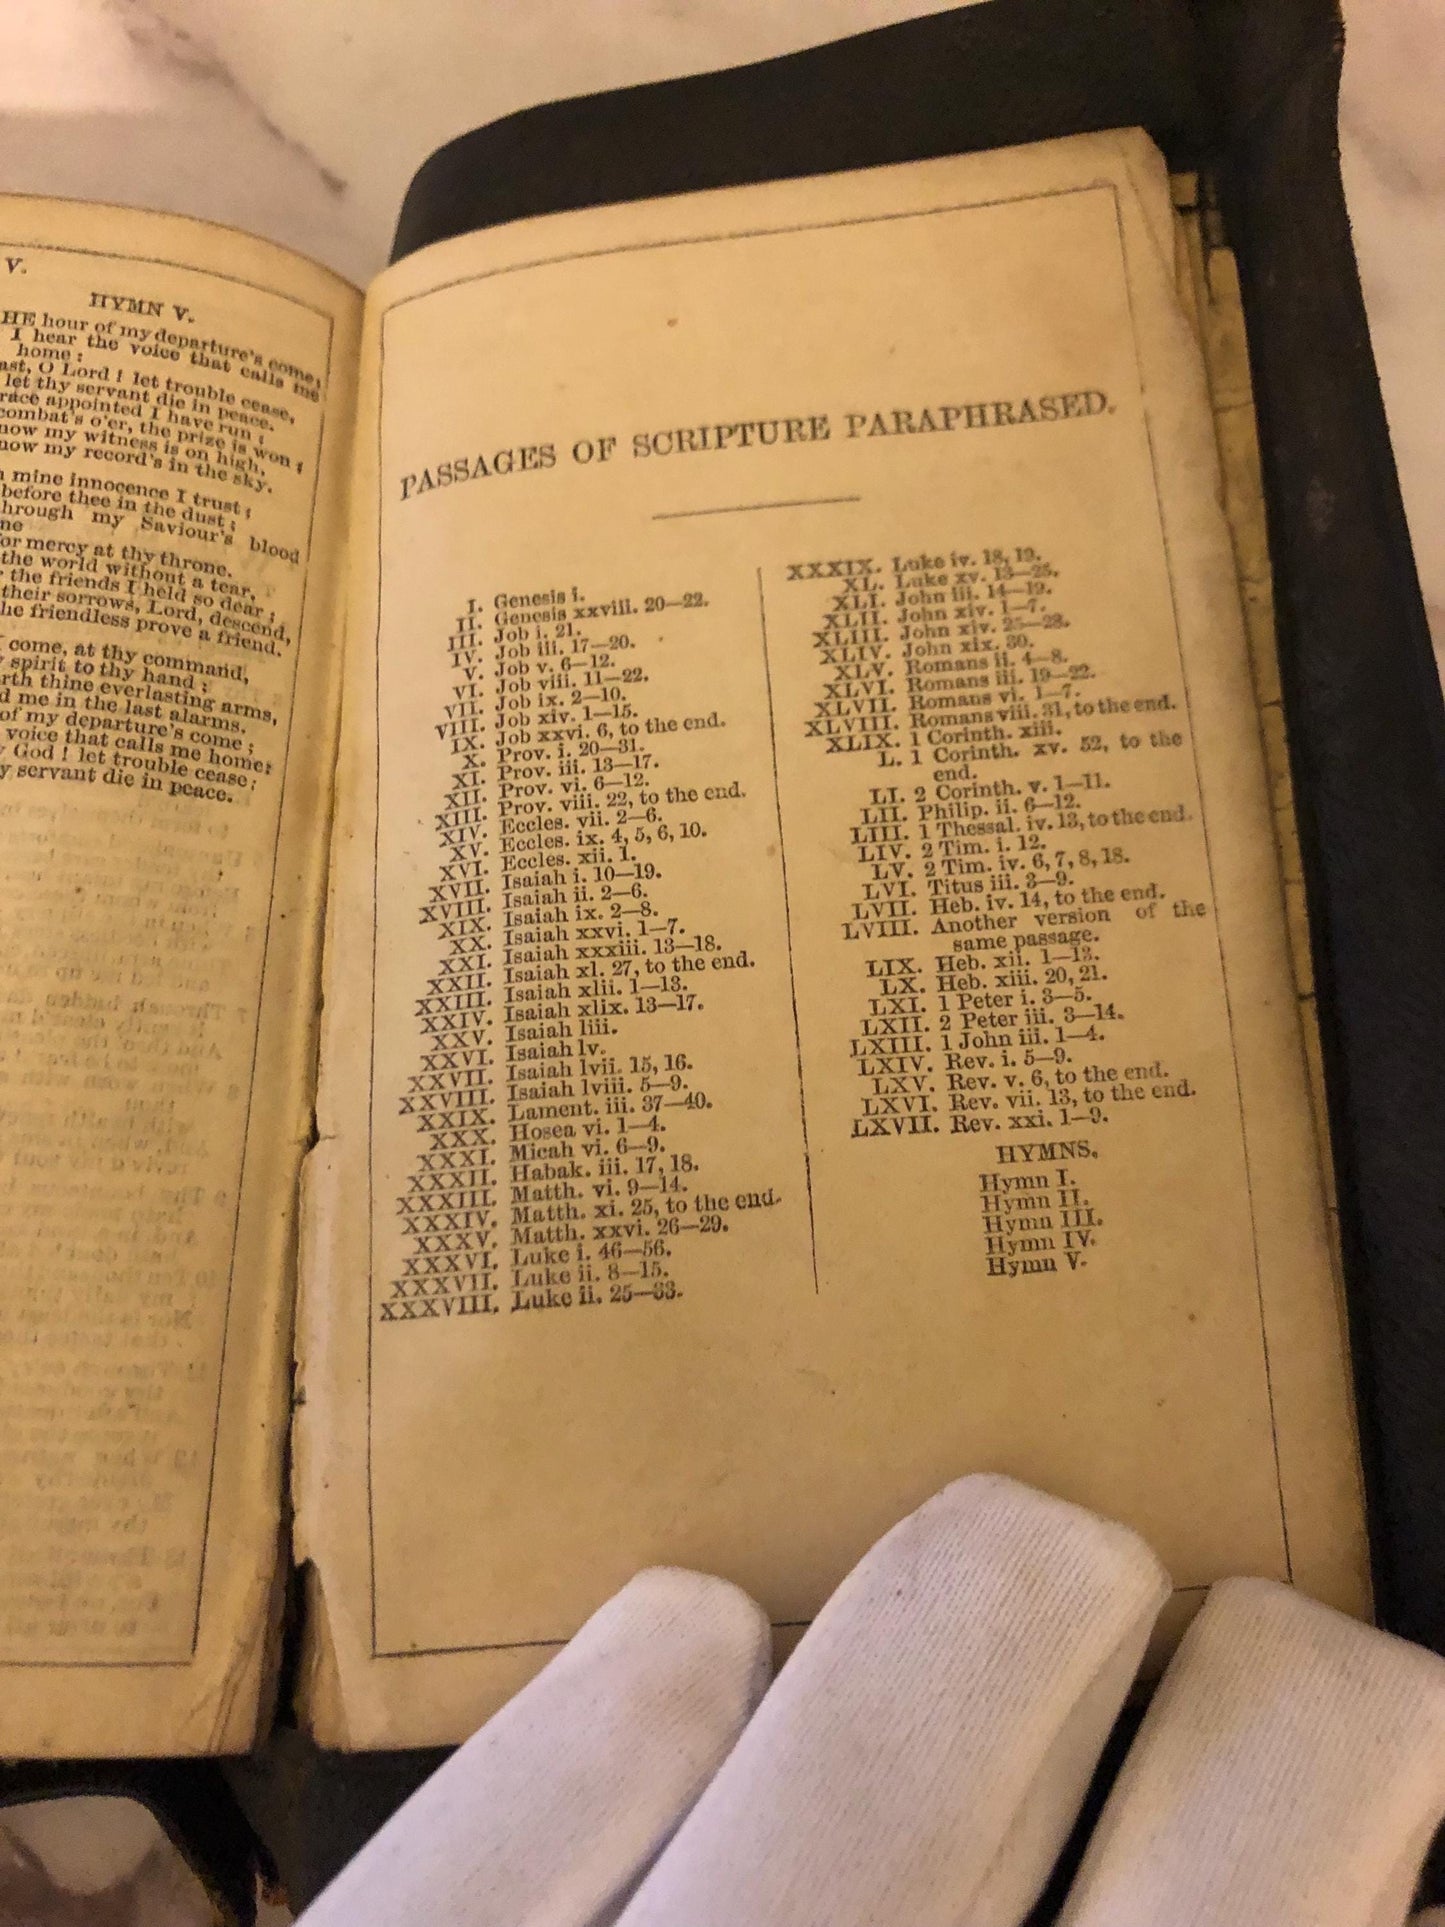 V.
HYMN V.
HE hour of my departure's come,
I hear the voice that calls me
home:
ast, O Lord! let trouble cease,
let thy servant die in peace.
race appointed I have run;
combat's o'er, the prize is won;
now my witness is on high,
now my record's in the sky.
mine innocence I trust;
before thee in the dust;
hrough my Saviour's blood
ne
or mercy at thy throne.
the world without a tear,
the friends I held so dear;
their sorrows, Lord, descend,
he friendless prove a friend.
come, at thy command,
spirit to thy hand;
rth thine everlasting arms,
d me in the last alarms.
of my departure's come;
voice that calls me home;
God! let trouble cease;
y servant die in peace.
PASSAGES OF SCRIPTURE PARAPHRASED.
I. Genesis i.
II. Genesis xxviii. 20—22.
III. Job i. 21.
IV. Job iii. 17—20.
V. Job v. 6—12.
VI. Job viii. 11—22.
VII. Job ix. 2—10.
VIII. Job xiv. 1—15.
IX. Job xxvi. 6, to the end.
X. Prov. i. 20—31.
XI. Prov. iii. 13—17.
XII. Prov. vi. 6—12.
XIII. Prov. viii. 22, to the end.
XIV. Eccles. vii. 2—6.
XV. Eccles. ix. 4, 5, 6, 10.
XVI. Eccles. xii. 1.
XVII. Isaiah i. 10—19.
XVIII. Isaiah ii. 2—6.
XIX. Isaiah ix. 2—8.
XX. Isaiah xxvi. 1—7.
XXI. Isaiah xxxiii. 13—18.
XXII. Isaiah xl. 27, to the end.
XXIII. Isaiah xlii. 1—13.
XXIV. Isaiah xlix. 13—17.
XXV. Isaiah liii.
XXVI. Isaiah lv.
XXVII. Isaiah lvii. 15, 16.
XXVIII. Isaiah lviii. 5—9.
XXIX. Lament. iii. 37—40.
XXX. Hosea vi. 1—4.
XXXI. Micah vi. 6—9.
XXXII. Habak. iii. 17, 18.
XXXIII. Matth. vi. 9—14.
XXXIV. Matth. xi. 25, to the end.
XXXV. Matth. xxvi. 26—29.
XXXVI. Luke i. 46—56.
XXXVII. Luke ii. 8—15.
XXXVIII. Luke ii. 25—33.
XXXIX. Luke iv. 18, 19.
XL. Luke xv. 13—25.
XLI. John iii. 14—19.
XLII. John xiv. 1—7.
XLIII. John xiv. 25—28.
XLIV. John xix. 30.
XLV. Romans ii. 4—8.
XLVI. Romans iii. 19—22.
XLVII. Romans vi. 1—7.
XLVIII. Romans viii. 31, to the end.
XLIX. 1 Corinth. xiii.
L. 1 Corinth. xv. 52, to the
end.
LI. 2 Corinth. v. 1—11.
LII. Philip. ii. 6—12.
LIII. 1 Thessal. iv. 13, to the end.
LIV. 2 Tim. i. 12.
LV. 2 Tim. iv. 6, 7, 8, 18.
LVI. Titus iii. 3—9.
LVII. Heb. iv. 14, to the end.
LVIII. Another version of the
same passage.
LIX. Heb. xii. 1—13.
LX. Heb. xiii. 20, 21.
LXI. 1 Peter i. 3—5.
LXII. 2 Peter iii. 3—14.
LXIII. 1 John iii. 1—4.
LXIV. Rev. i. 5—9.
LXV. Rev. v. 6, to the end.
LXVI. Rev. vii. 13, to the end.
LXVII. Rev. xxi. 1—9.
HYMNS.
Hymn I.
Hymn II.
Hymn III.
Hymn IV.
Hymn V.